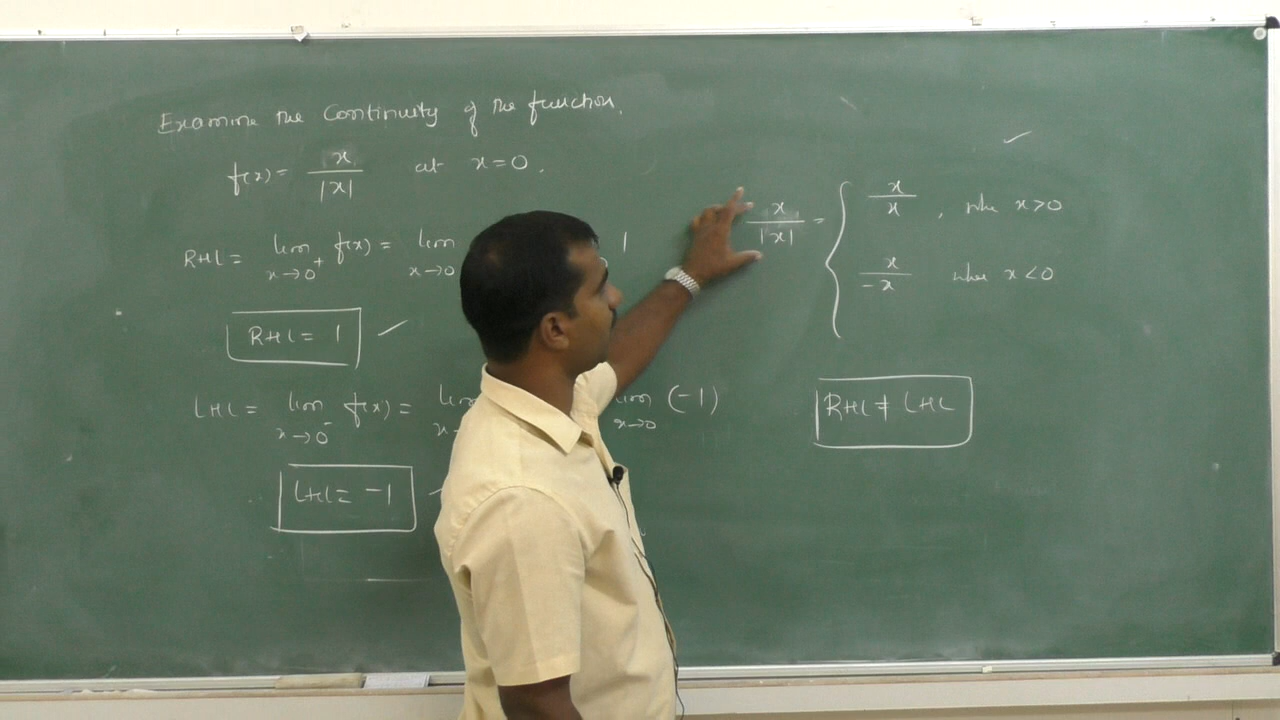 Examine the Continuity of the function,
f(x) = x / |x| at x=0.
RHL = lim x→0⁺ f(x) = lim x→0 1
RHL = 1 ✓
LHL = lim x→0⁻ f(x) = lim x→0 (-1)
LHL = -1
✓
x / |x| = { x / x , when x>0
x / -x when x<0
RHL ≠ LHL